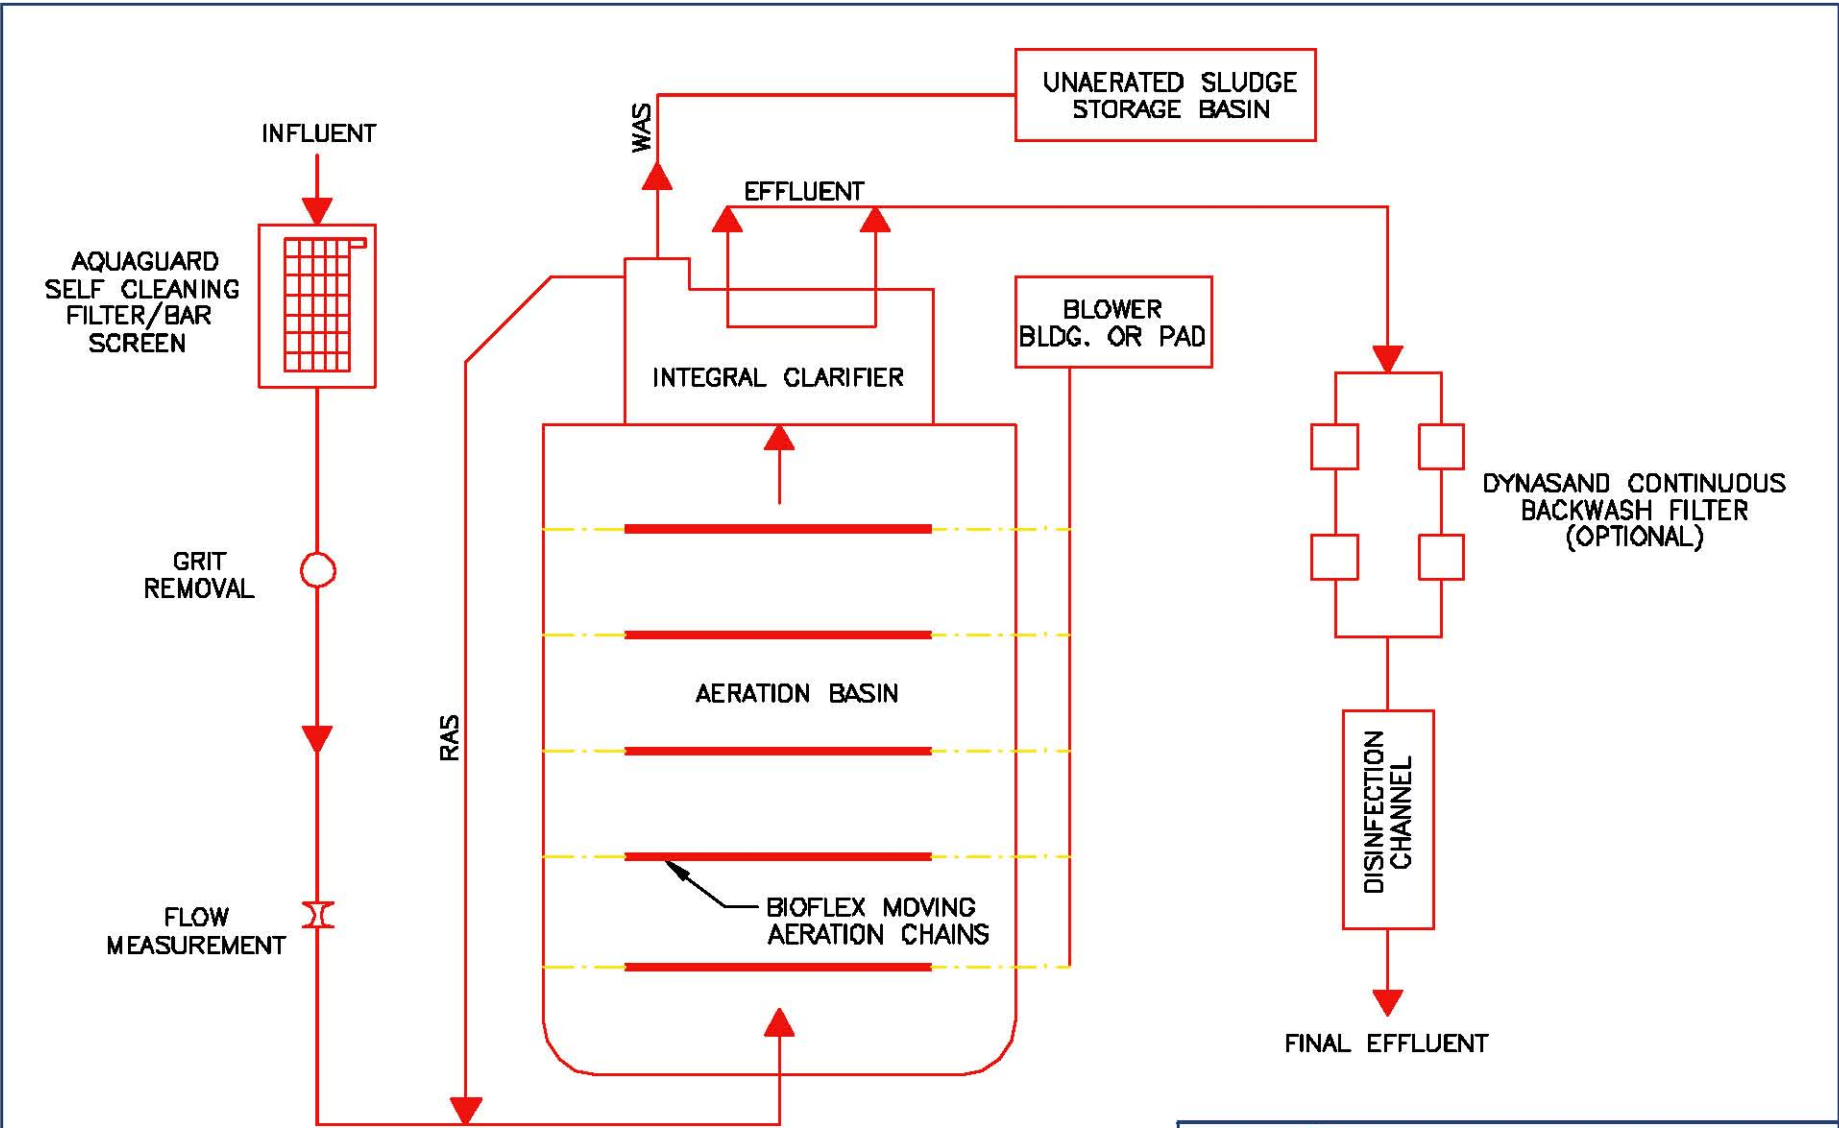 UNAERATED SLUDGE
STORAGE BASIN
WAS
INFLUENT
EFFLUENT
AQUAGUARD
SELF CLEANING
FILTER/BAR
SCREEN
BLOWER
BLDG. OR PAD
INTEGRAL CLARIFIER
DYNASAND CONTINUOUS
BACKWASH FILTER
(OPTIONAL)
GRIT
REMOVAL
AERATION BASIN
RAS
DISINFECTION
CHANNEL
FLOW
MEASUREMENT
BIOFLEX MOVING
AERATION CHAINS
FINAL EFFLUENT